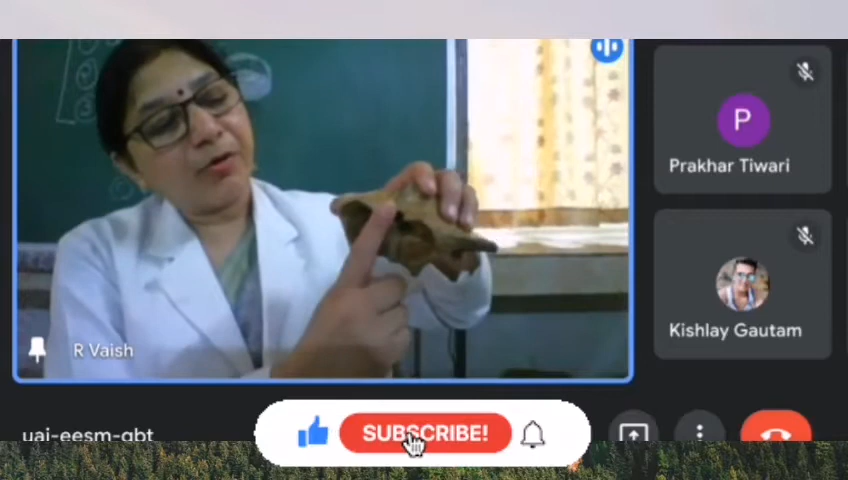 P
Prakhar Tiwari
Kishlay Gautam
R Vaish
uai-eesm-qbt
SUBSCRIBE!